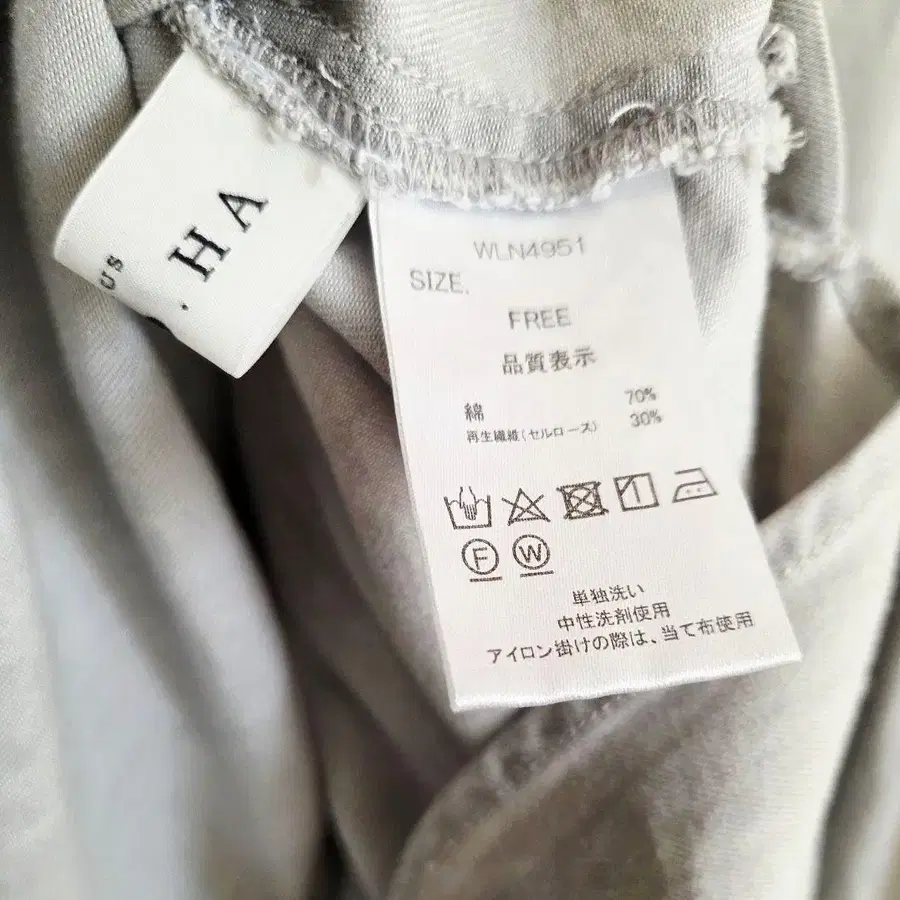 us
. HA
WLN4951
SIZE.
FREE
品質表示
綿 70%
再生繊維(セルロース) 30%
F W
単独洗い
中性洗剤使用
アイロン掛けの際は、当て布使用